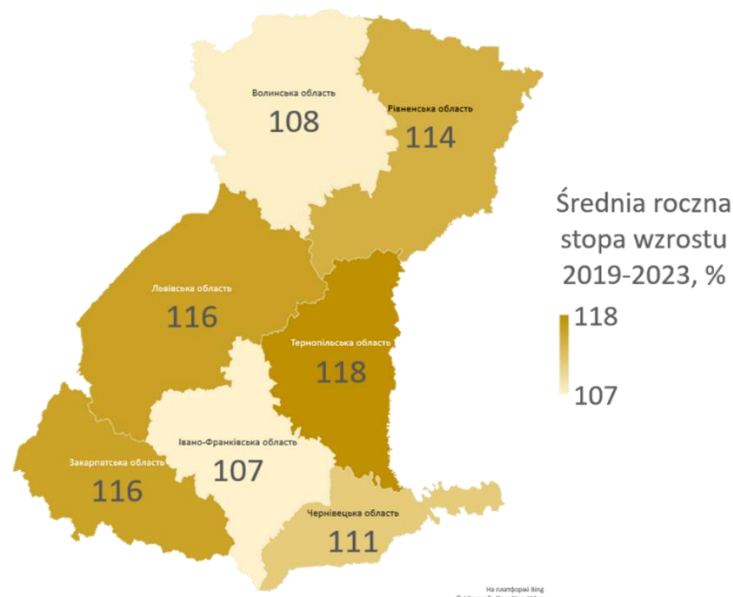 Волинська область
108
Рівненська область
114
Średnia roczna
stopa wzrostu
2019-2023, %
118
107
Львівська область
116
Тернопільська область
118
Івано-Франківська область
107
Закарпатська область
116
Чернівецька область
111
На платформі Bing